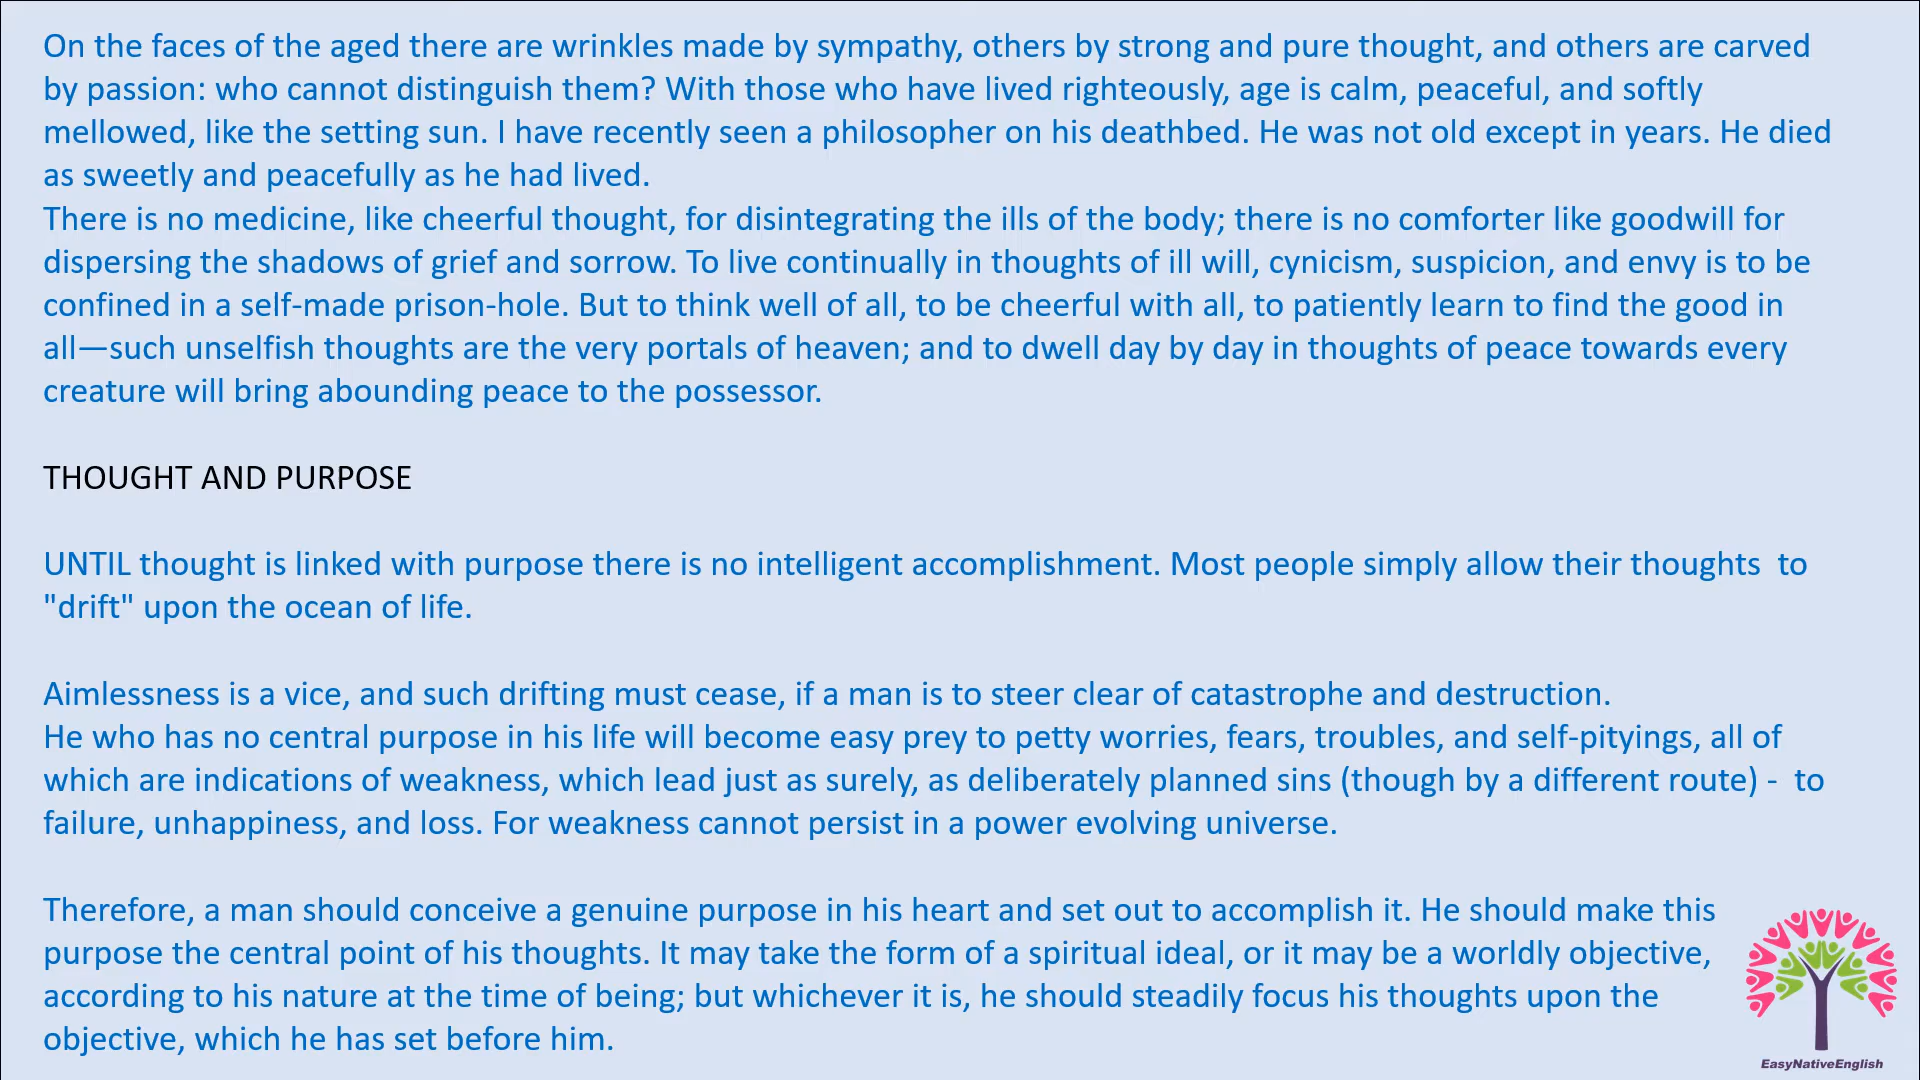 On the faces of the aged there are wrinkles made by sympathy, others by strong and pure thought, and others are carved
by passion: who cannot distinguish them? With those who have lived righteously, age is calm, peaceful, and softly
mellowed, like the setting sun. I have recently seen a philosopher on his deathbed. He was not old except in years. He died
as sweetly and peacefully as he had lived.
There is no medicine, like cheerful thought, for disintegrating the ills of the body; there is no comforter like goodwill for
dispersing the shadows of grief and sorrow. To live continually in thoughts of ill will, cynicism, suspicion, and envy is to be
confined in a self-made prison-hole. But to think well of all, to be cheerful with all, to patiently learn to find the good in
all—such unselfish thoughts are the very portals of heaven; and to dwell day by day in thoughts of peace towards every
creature will bring abounding peace to the possessor.
THOUGHT AND PURPOSE
UNTIL thought is linked with purpose there is no intelligent accomplishment. Most people simply allow their thoughts  to
"drift" upon the ocean of life.
Aimlessness is a vice, and such drifting must cease, if a man is to steer clear of catastrophe and destruction.
He who has no central purpose in his life will become easy prey to petty worries, fears, troubles, and self-pityings, all of
which are indications of weakness, which lead just as surely, as deliberately planned sins (though by a different route) -  to
failure, unhappiness, and loss. For weakness cannot persist in a power evolving universe.
Therefore, a man should conceive a genuine purpose in his heart and set out to accomplish it. He should make this
purpose the central point of his thoughts. It may take the form of a spiritual ideal, or it may be a worldly objective,
according to his nature at the time of being; but whichever it is, he should steadily focus his thoughts upon the
objective, which he has set before him.
EasyNativeEnglish